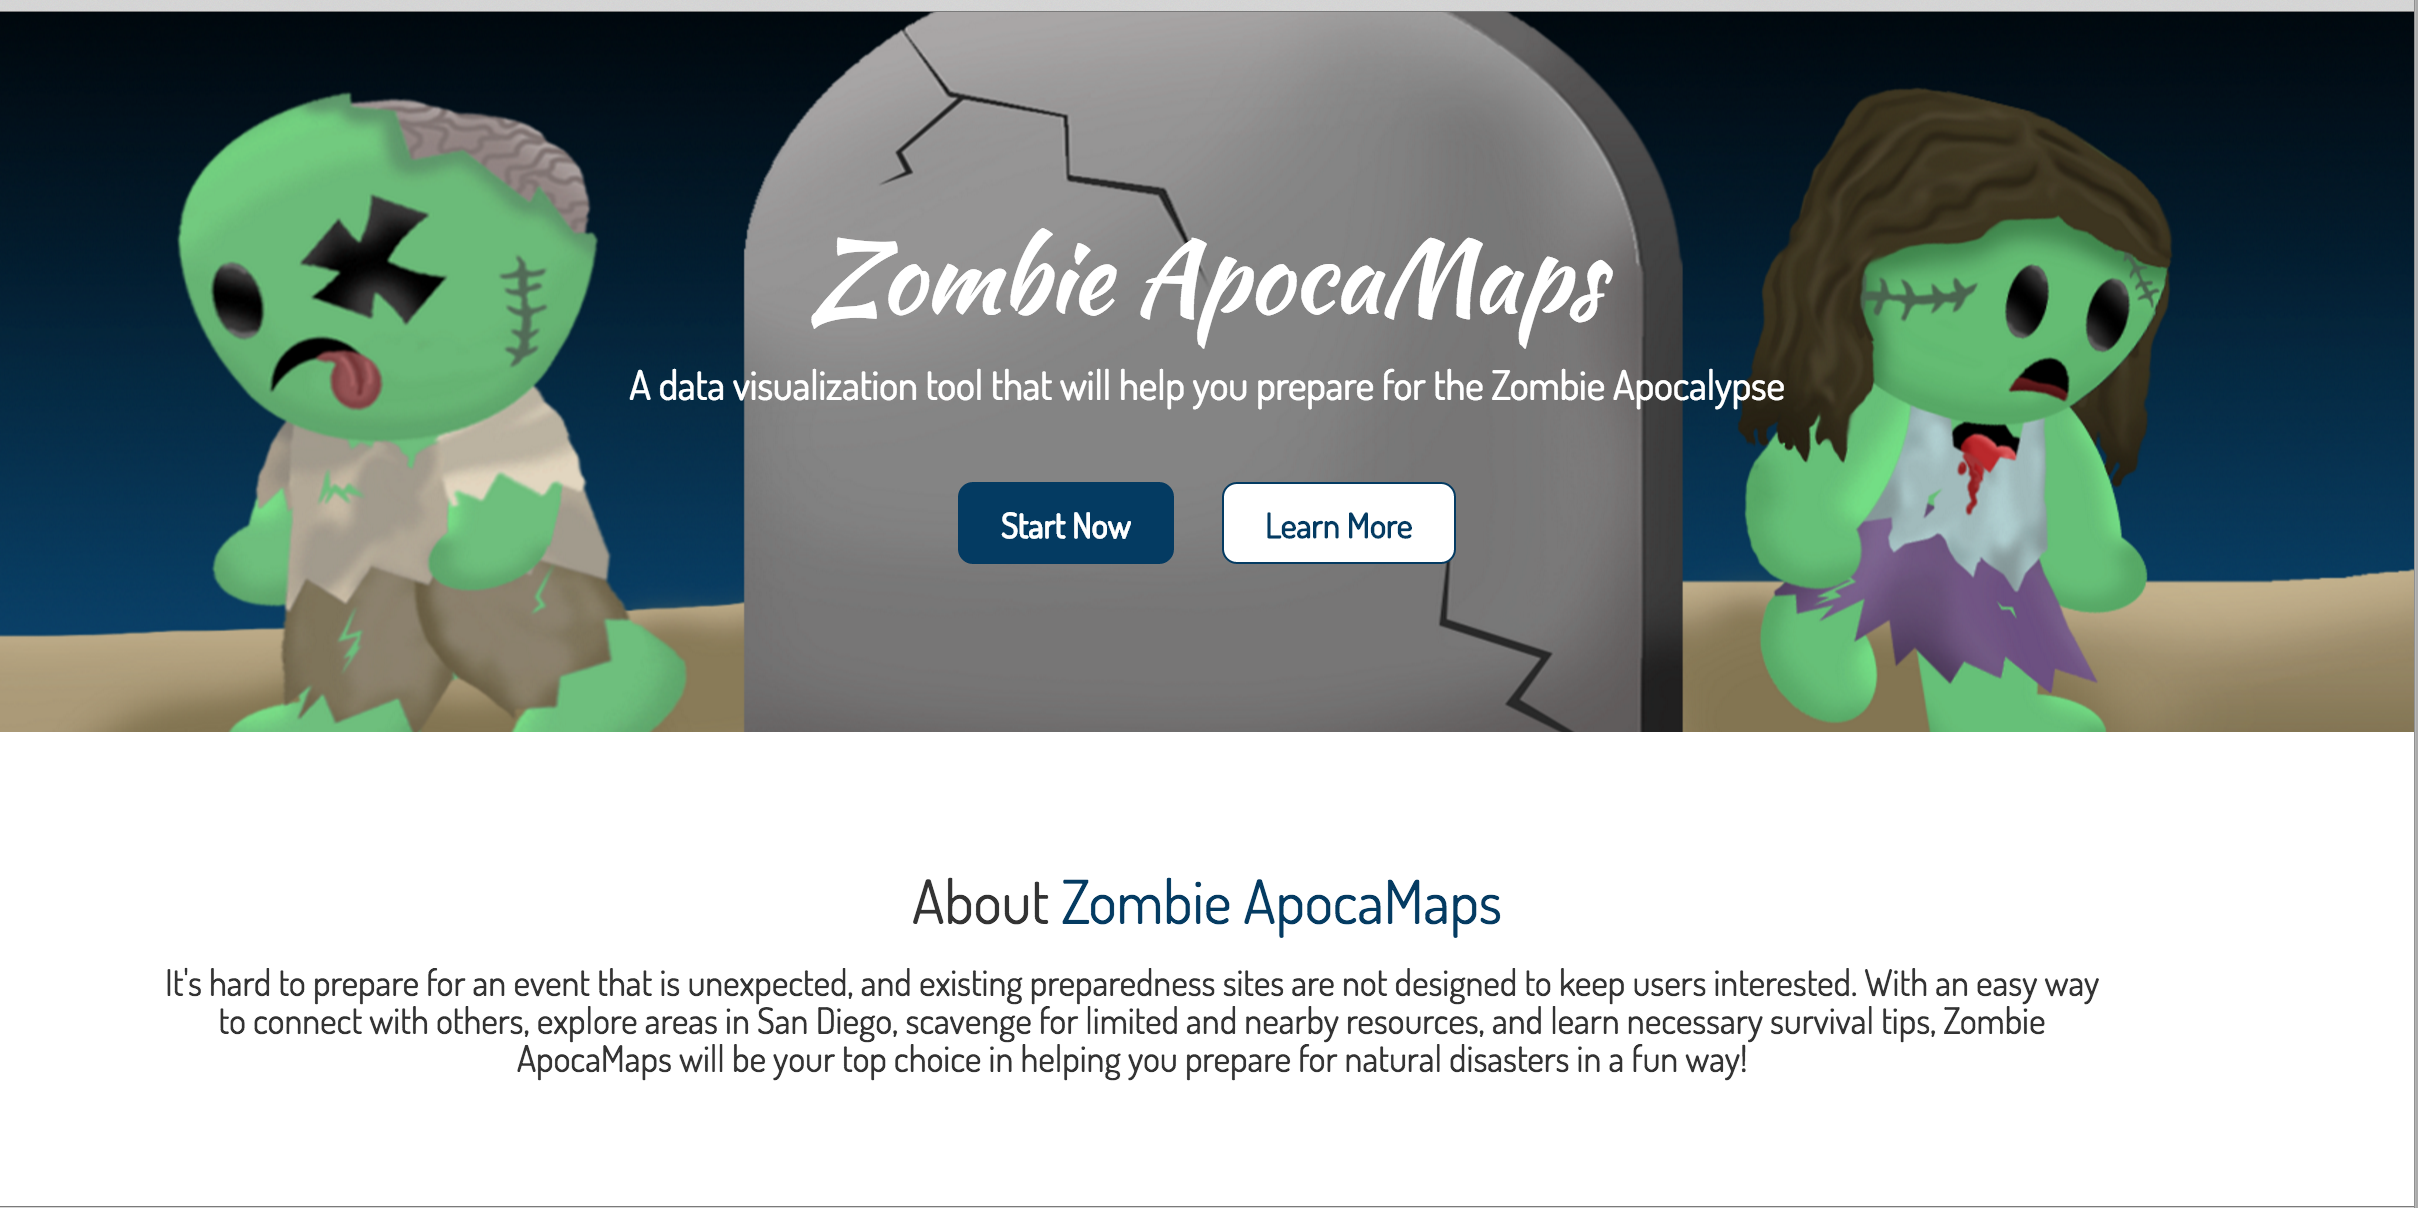 Zombie ApocaMaps
A data visualization tool that will help you prepare for the Zombie Apocalypse
Start Now
Learn More
About Zombie ApocaMaps
It's hard to prepare for an event that is unexpected, and existing preparedness sites are not designed to keep users interested. With an easy way
to connect with others, explore areas in San Diego, scavenge for limited and nearby resources, and learn necessary survival tips, Zombie
ApocaMaps will be your top choice in helping you prepare for natural disasters in a fun way!